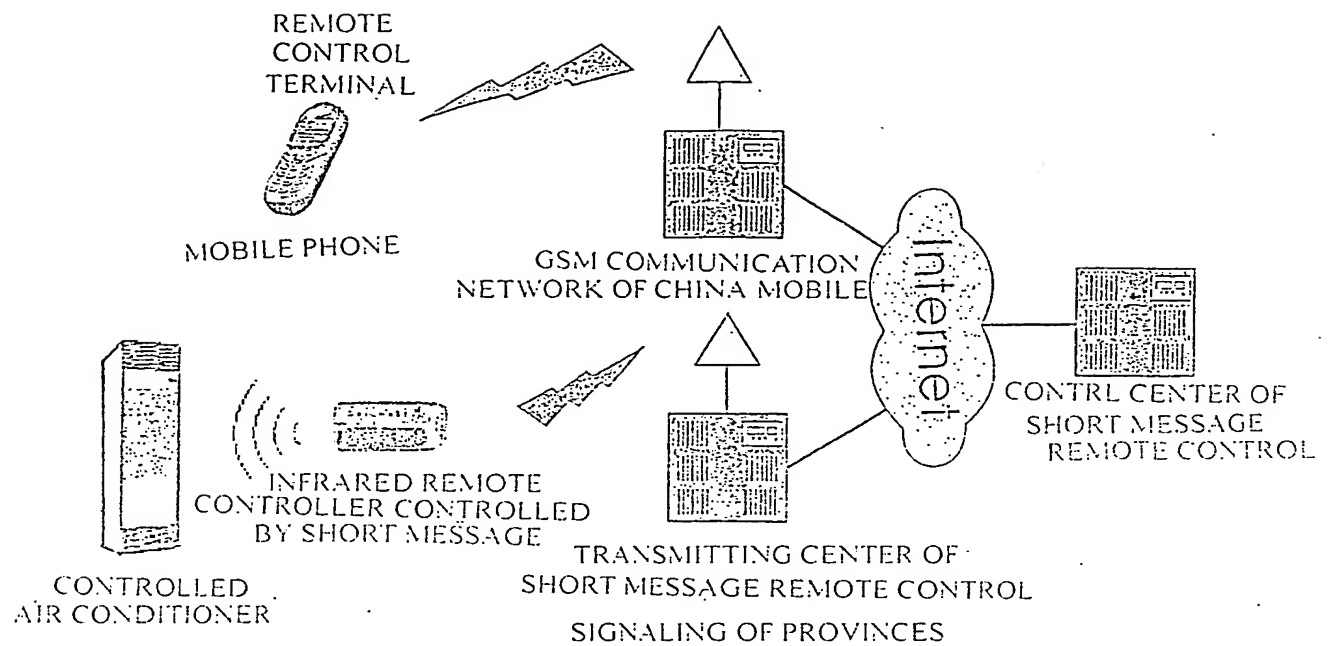 REMOTE
CONTROL
TERMINAL
MOBILE PHONE
GSM COMMUNICATION
NETWORK OF CHINA MOBILE
Internet
CONTRL CENTER OF
SHORT MESSAGE
REMOTE CONTROL
INFRARED REMOTE
CONTROLLER CONTROLLED
BY SHORT MESSAGE
CONTROLLED
AIR CONDITIONER
TRANSMITTING CENTER OF
SHORT MESSAGE REMOTE CONTROL
SIGNALING OF PROVINCES